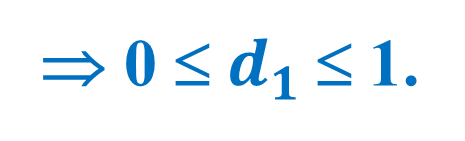 ⇒ 0 ≤ d₁ ≤ 1.